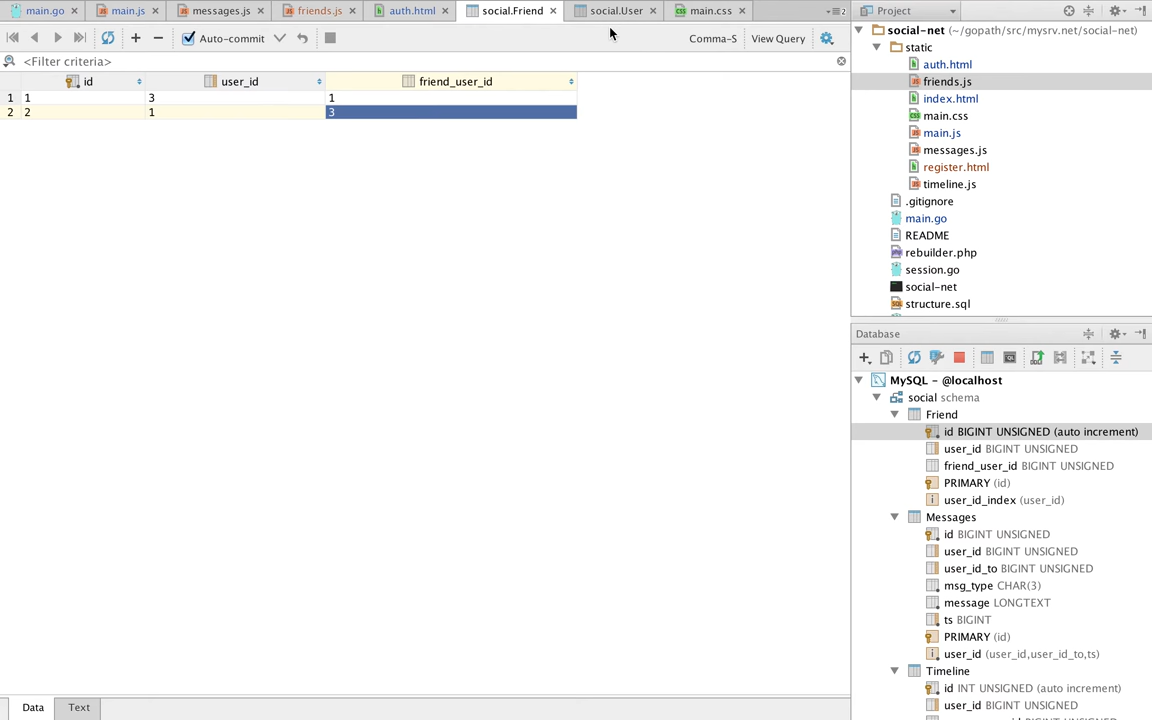 main.go
main.js
messages.js
friends.js
auth.html
social.Friend
social.User
main.css
2
Auto-commit
Comma-S
View Query
<Filter criteria>
id user_id friend_user_id
1 1 3 1
2 2 1 3
Data
Text
Project
social-net (~/gopath/src/mysrv.net/social-net)
static
auth.html
friends.js
index.html
main.css
main.js
messages.js
register.html
timeline.js
.gitignore
main.go
README
rebuilder.php
session.go
social-net
structure.sql
Database
MySQL - @localhost
social schema
Friend
id BIGINT UNSIGNED (auto increment)
user_id BIGINT UNSIGNED
friend_user_id BIGINT UNSIGNED
PRIMARY (id)
user_id_index (user_id)
Messages
id BIGINT UNSIGNED
user_id BIGINT UNSIGNED
user_id_to BIGINT UNSIGNED
msg_type CHAR(3)
message LONGTEXT
ts BIGINT
PRIMARY (id)
user_id (user_id,user_id_to,ts)
Timeline
id INT UNSIGNED (auto increment)
user_id BIGINT UNSIGNED